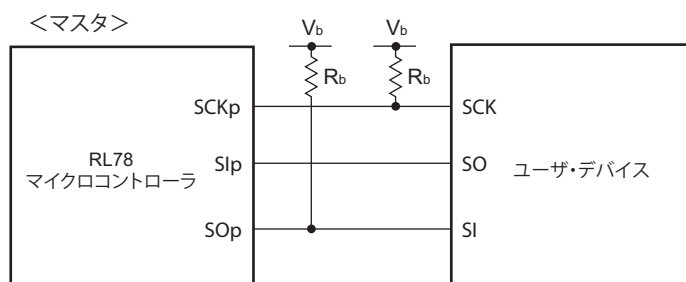 ＜マスタ＞
Vb
Vb
Rb
Rb
SCKp
SCK
RL78
マイクロコントローラ
SIp
SO
ユーザ・デバイス
SOp
SI